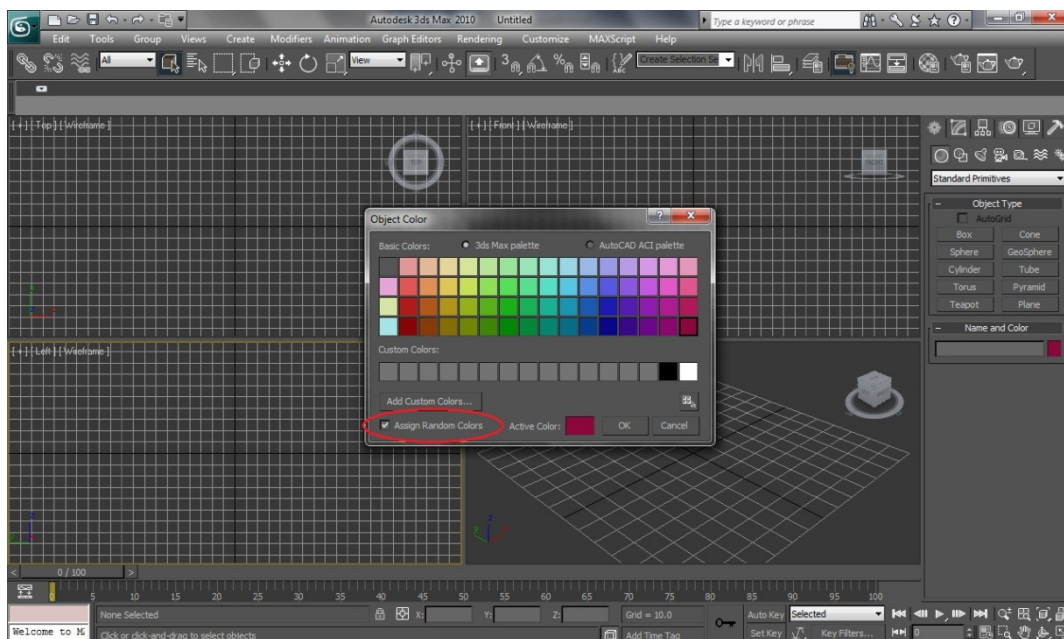 Autodesk 3ds Max 2010 Untitled
Type a keyword or phrase
Edit Tools Group Views Create Modifiers Animation Graph Editors Rendering Customize MAXScript Help
All
View
3
Create Selection Se
[ + ] [ Top ] [ Wireframe ]
[ + ] [ Front ] [ Wireframe ]
Standard Primitives
Object Type
AutoGrid
Box Cone
Sphere GeoSphere
Cylinder Tube
Torus Pyramid
Teapot Plane
Name and Color
Object Color
Basic Colors: 3ds Max palette AutoCAD ACI palette
Custom Colors:
Add Custom Colors...
Assign Random Colors Active Color: OK Cancel
[ + ] [ Left ] [ Wireframe ]
0 / 100
0 5 10 15 20 25 30 35 40 45 50 55 60 65 70 75 80 85 90 95 100
None Selected X: Y: Z: Grid = 10.0 Auto Key Selected
Welcome to M Click or click-and-drag to select objects Add Time Tag Set Key Key Filters... 0